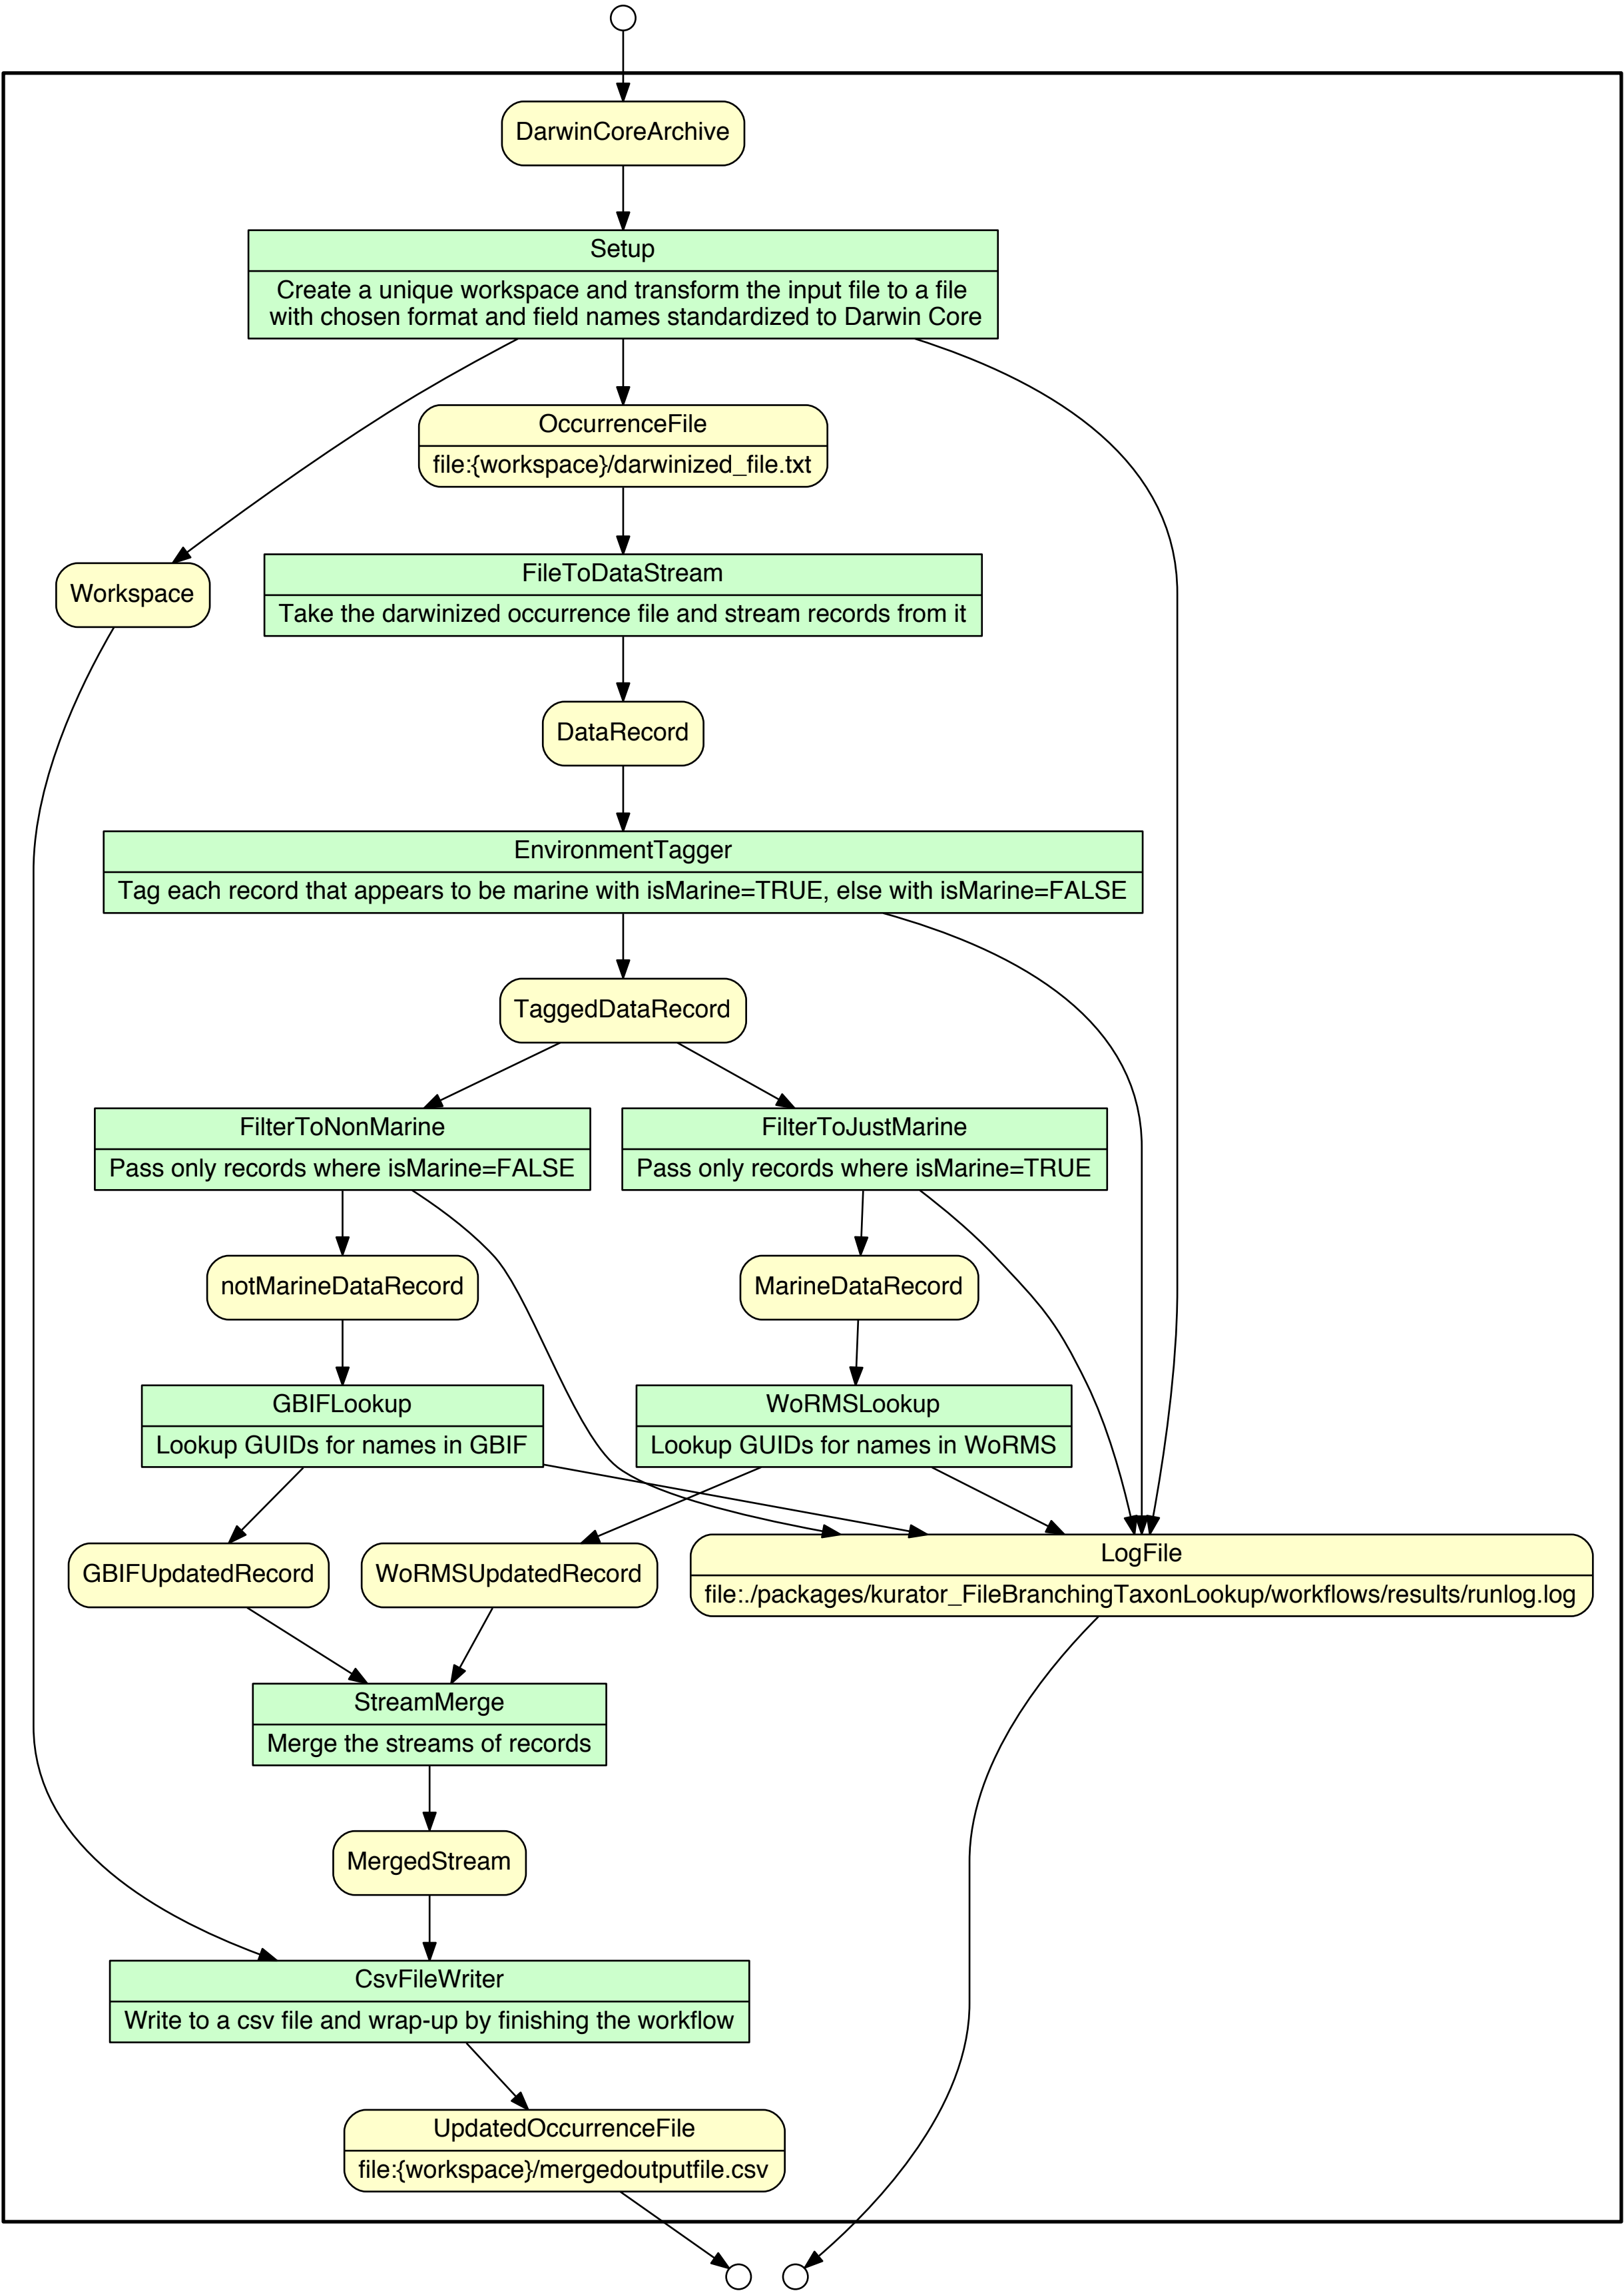 DarwinCoreArchive
Setup
Create a unique workspace and transform the input file to a file
with chosen format and field names standardized to Darwin Core
OccurrenceFile
file:{workspace}/darwinized_file.txt
Workspace
FileToDataStream
Take the darwinized occurrence file and stream records from it
DataRecord
EnvironmentTagger
Tag each record that appears to be marine with isMarine=TRUE, else with isMarine=FALSE
TaggedDataRecord
FilterToNonMarine
Pass only records where isMarine=FALSE
FilterToJustMarine
Pass only records where isMarine=TRUE
notMarineDataRecord
MarineDataRecord
GBIFLookup
Lookup GUIDs for names in GBIF
WoRMSLookup
Lookup GUIDs for names in WoRMS
GBIFUpdatedRecord
WoRMSUpdatedRecord
LogFile
file:./packages/kurator_FileBranchingTaxonLookup/workflows/results/runlog.log
StreamMerge
Merge the streams of records
MergedStream
CsvFileWriter
Write to a csv file and wrap-up by finishing the workflow
UpdatedOccurrenceFile
file:{workspace}/mergedoutputfile.csv